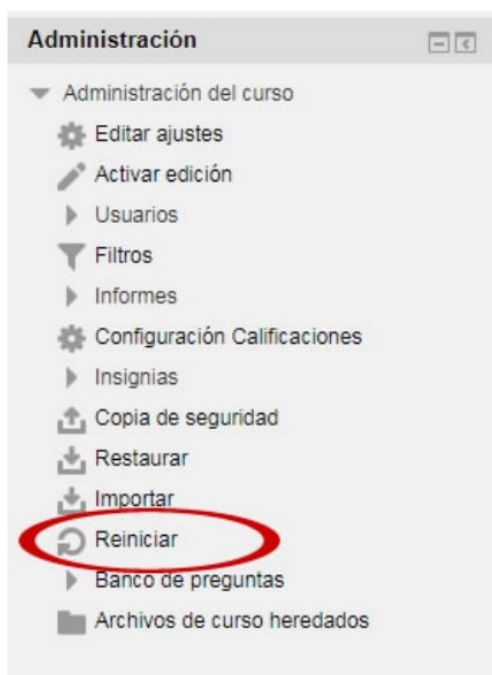 Administración
Administración del curso
Editar ajustes
Activar edición
Usuarios
Filtros
Informes
Configuración Calificaciones
Insignias
Copia de seguridad
Restaurar
Importar
Reiniciar
Banco de preguntas
Archivos de curso heredados